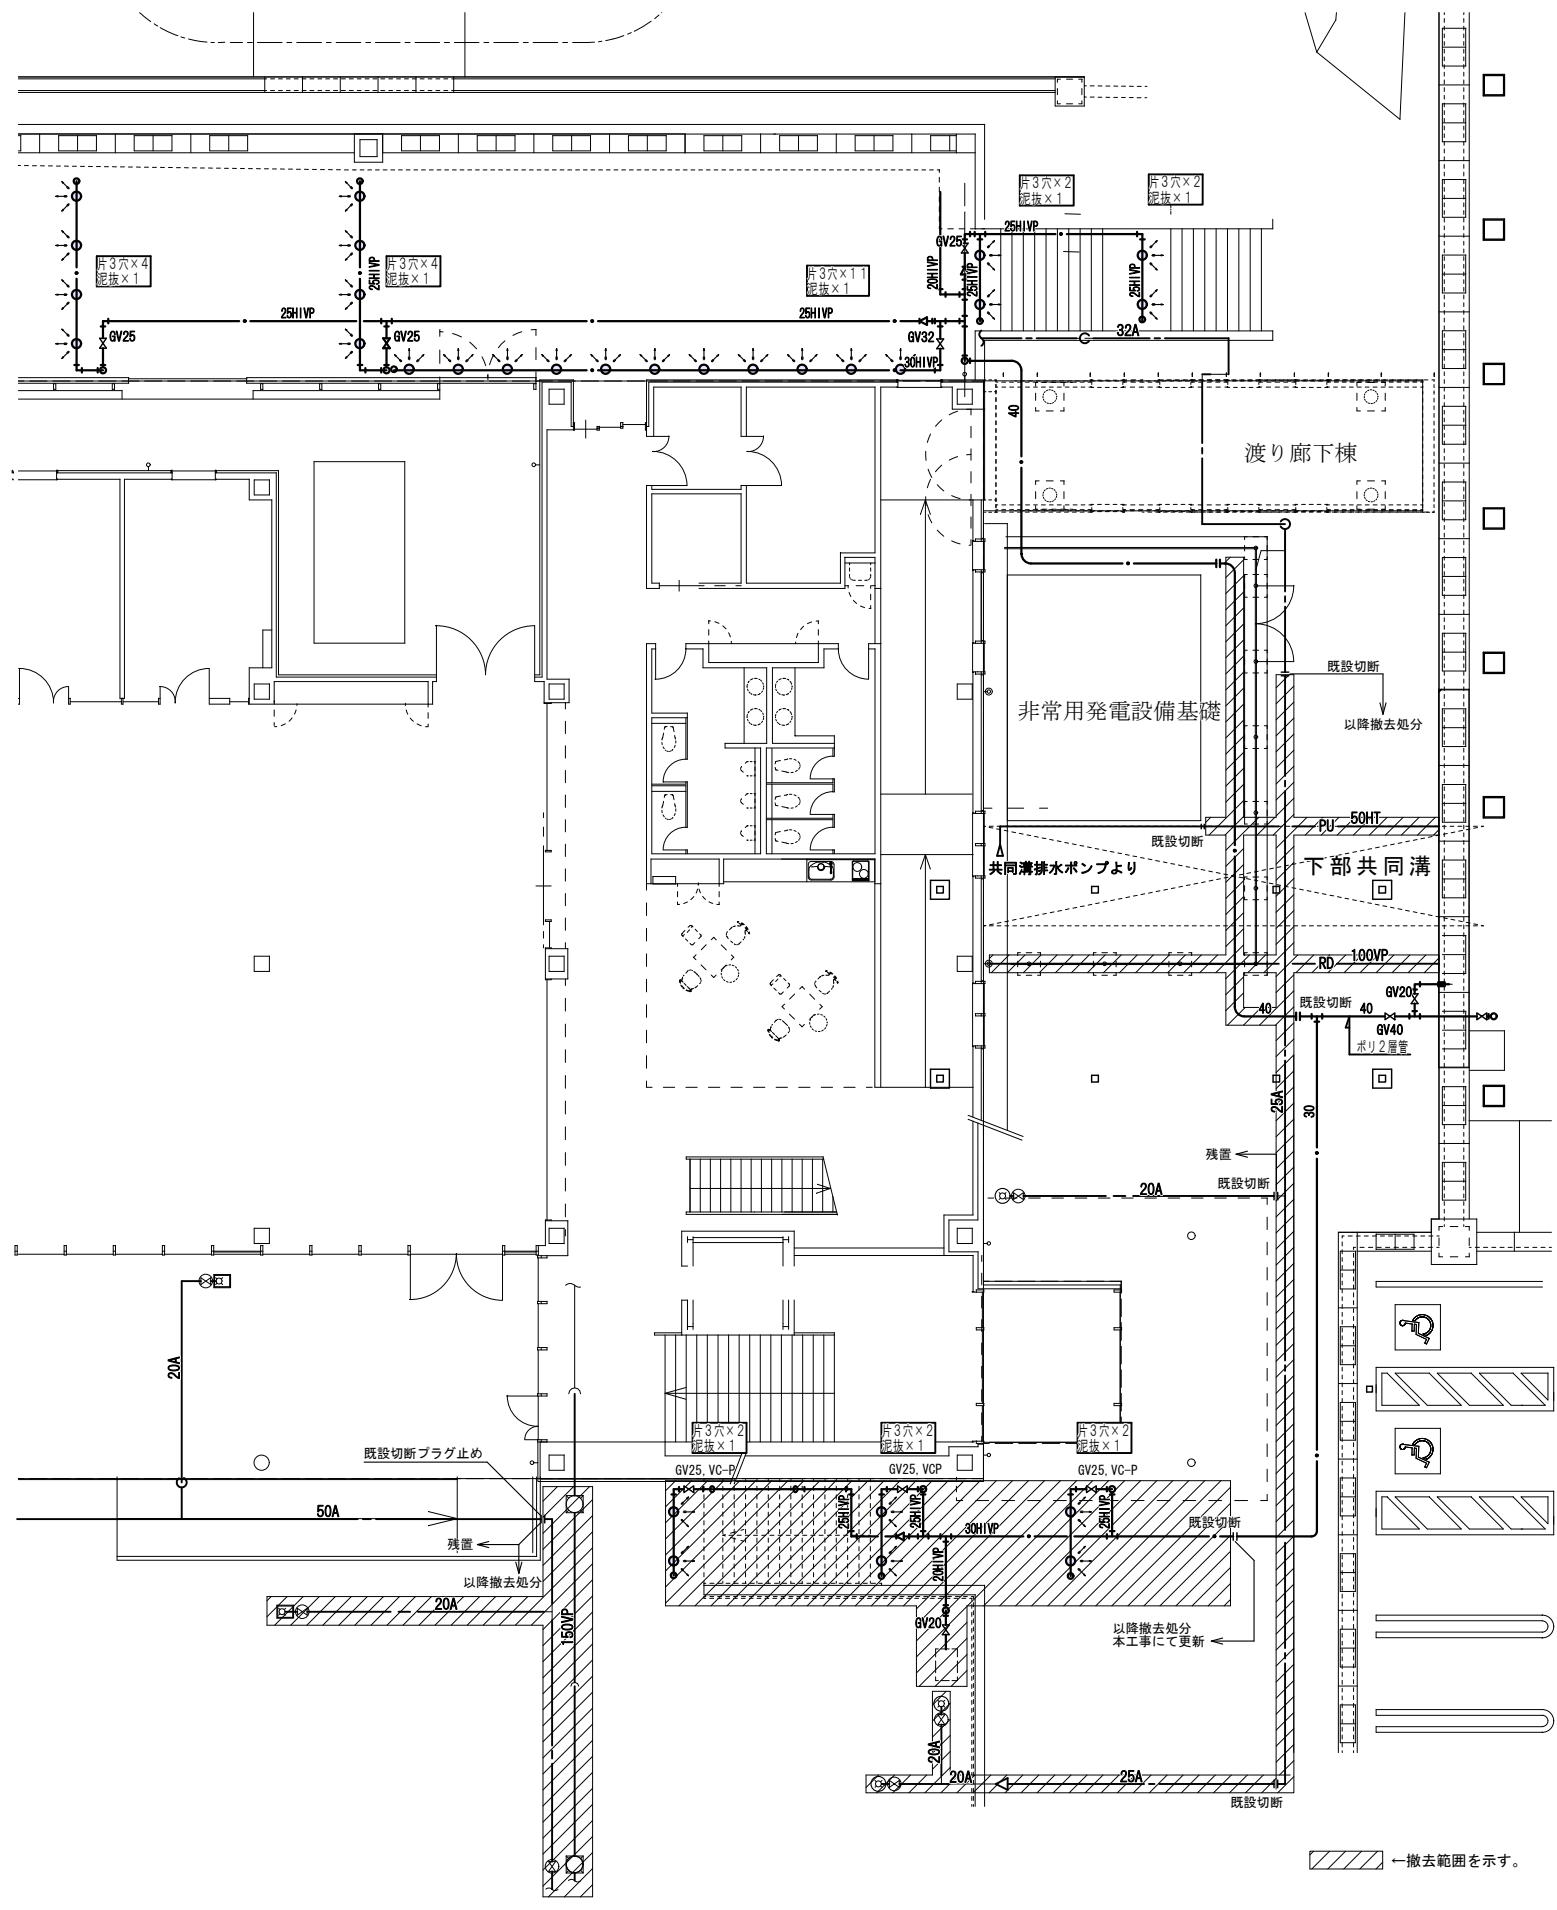 片3穴×2
泥抜×1
片3穴×2
泥抜×1
25HIVP
GV25
片3穴×4
泥抜×1
25HIVP
片3穴×4
泥抜×1
片3穴×11
泥抜×1
20HIVP
25HIVP
25HIVP
25HIVP
25HIVP
GV25
GV25
GV32
32A
30HIVP
40
渡り廊下棟
既設切断
以降撤去処分
非常用発電設備基礎
PU
50HT
既設切断
共同溝排水ポンプより
下部共同溝
RD
100VP
GV20
既設切断
40
40
GV40
ポリ2層管
25A
30
残置
既設切断
20A
20A
片3穴×2
泥抜×1
片3穴×2
泥抜×1
片3穴×2
泥抜×1
既設切断プラグ止め
GV25,VC-P
GV25,VCP
GV25,VC-P
50A
25HIVP
25HIVP
25HIVP
30HIVP
既設切断
残置
以降撤去処分
20HIVP
20A
150VP
GV20
以降撤去処分
本工事にて更新
20A
20A
25A
既設切断
←撤去範囲を示す。